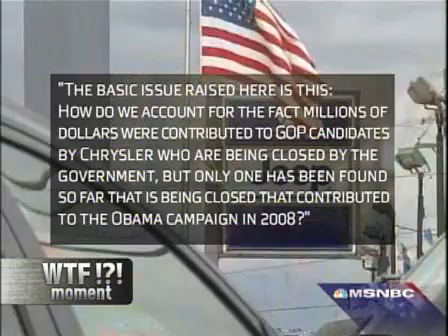 "The basic issue raised here is this:
How do we account for the fact millions of
dollars were contributed to GOP candidates
by Chrysler who are being closed by the
government, but only one has been found
so far that is being closed that contributed
to the Obama campaign in 2008?"
WTF!?!
moment
MSNBC